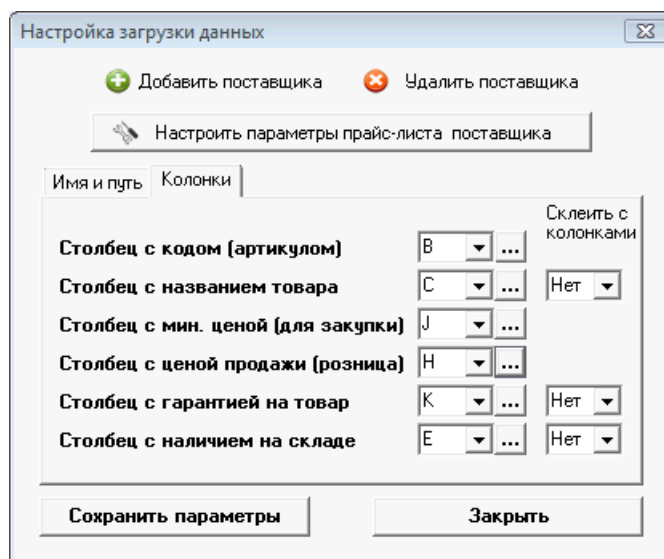 Настройка загрузки данных
Добавить поставщика Удалить поставщика
Настроить параметры прайс-листа поставщика
Имя и путь Колонки
Склеить с
колонками
Столбец с кодом (артикулом) B ...
Столбец с названием товара C ... Нет
Столбец с мин. ценой (для закупки) J ...
Столбец с ценой продажи (розница) H ...
Столбец с гарантией на товар K ... Нет
Столбец с наличием на складе E ... Нет
Сохранить параметры Закрыть